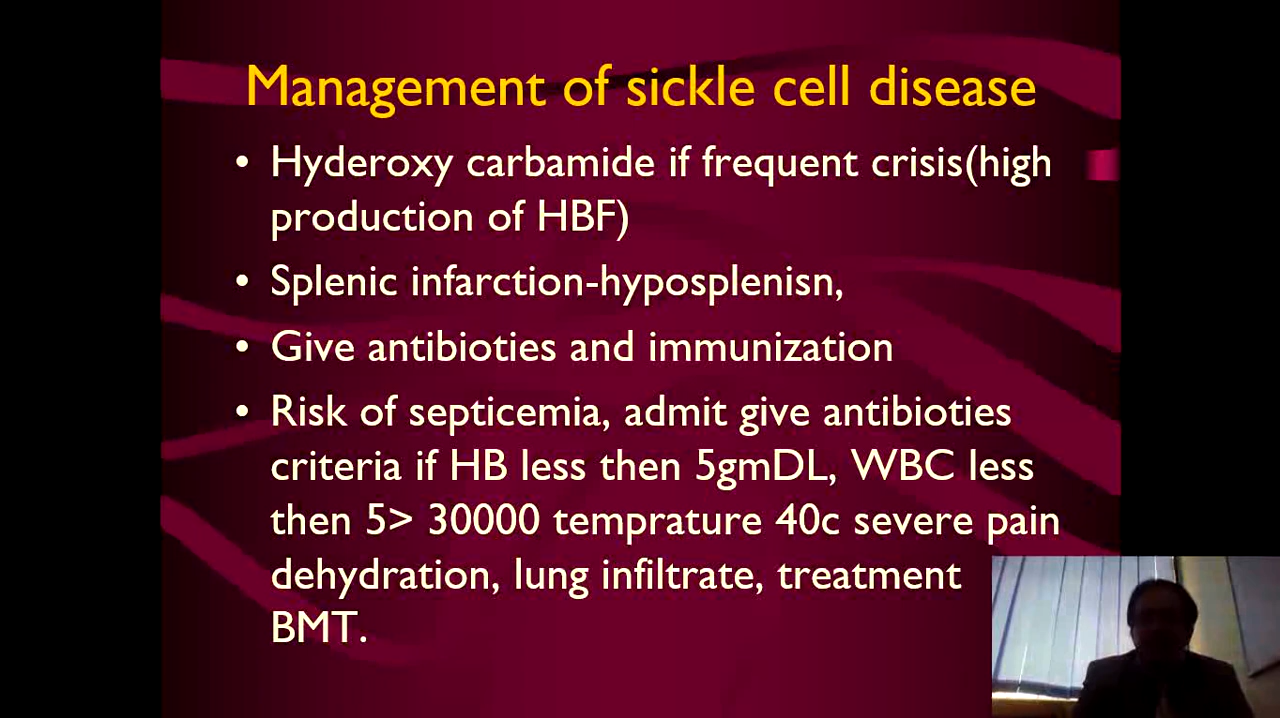 Management of sickle cell disease
• Hyderoxy carbamide if frequent crisis(high
production of HBF)
• Splenic infarction-hyposplenisn,
• Give antibioties and immunization
• Risk of septicemia, admit give antibioties
criteria if HB less then 5gmDL, WBC less
then 5> 30000 temprature 40c severe pain
dehydration, lung infiltrate, treatment
BMT.